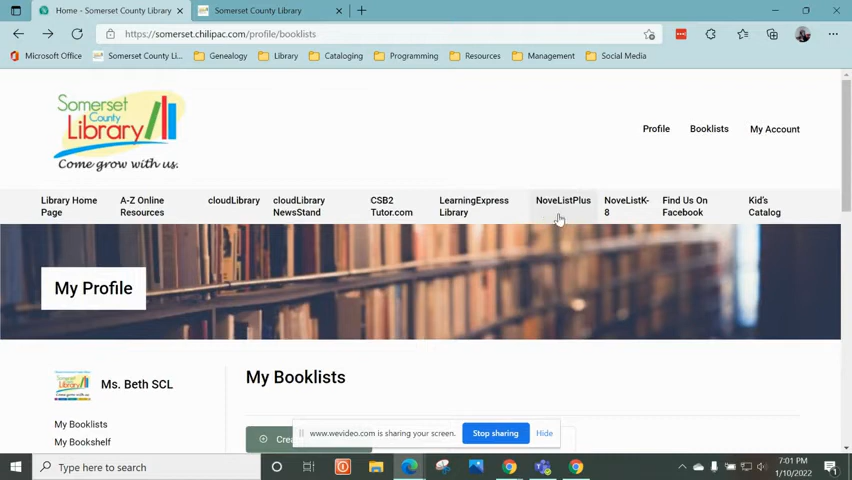 Home - Somerset County Library
Somerset County Library
https://somerset.chilipac.com/profile/booklists
Microsoft Office
Somerset County Li...
Genealogy
Library
Cataloging
Programming
Resources
Management
Social Media
Somerset
County
Library
Come grow with us.
Profile
Booklists
My Account
Library Home
Page
A-Z Online
Resources
cloudLibrary
cloudLibrary
NewsStand
CSB2
Tutor.com
LearningExpress
Library
NoveListPlus
NoveListK-
8
Find Us On
Facebook
Kid's
Catalog
My Profile
Ms. Beth SCL
My Booklists
My Bookshelf
My Booklists
Crea
www.wevideo.com is sharing your screen.
Stop sharing
Hide
Type here to search
7:01 PM
1/10/2022